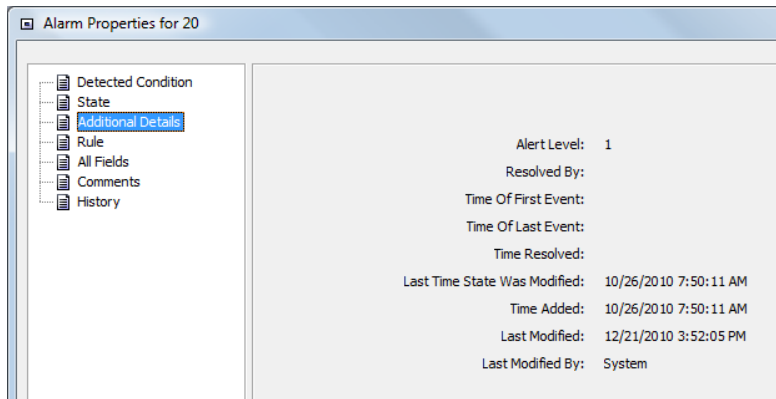 Alarm Properties for 20
Detected Condition
State
Additional Details
Rule
All Fields
Comments
History
Alert Level: 1
Resolved By:
Time Of First Event:
Time Of Last Event:
Time Resolved:
Last Time State Was Modified: 10/26/2010 7:50:11 AM
Time Added: 10/26/2010 7:50:11 AM
Last Modified: 12/21/2010 3:52:05 PM
Last Modified By: System